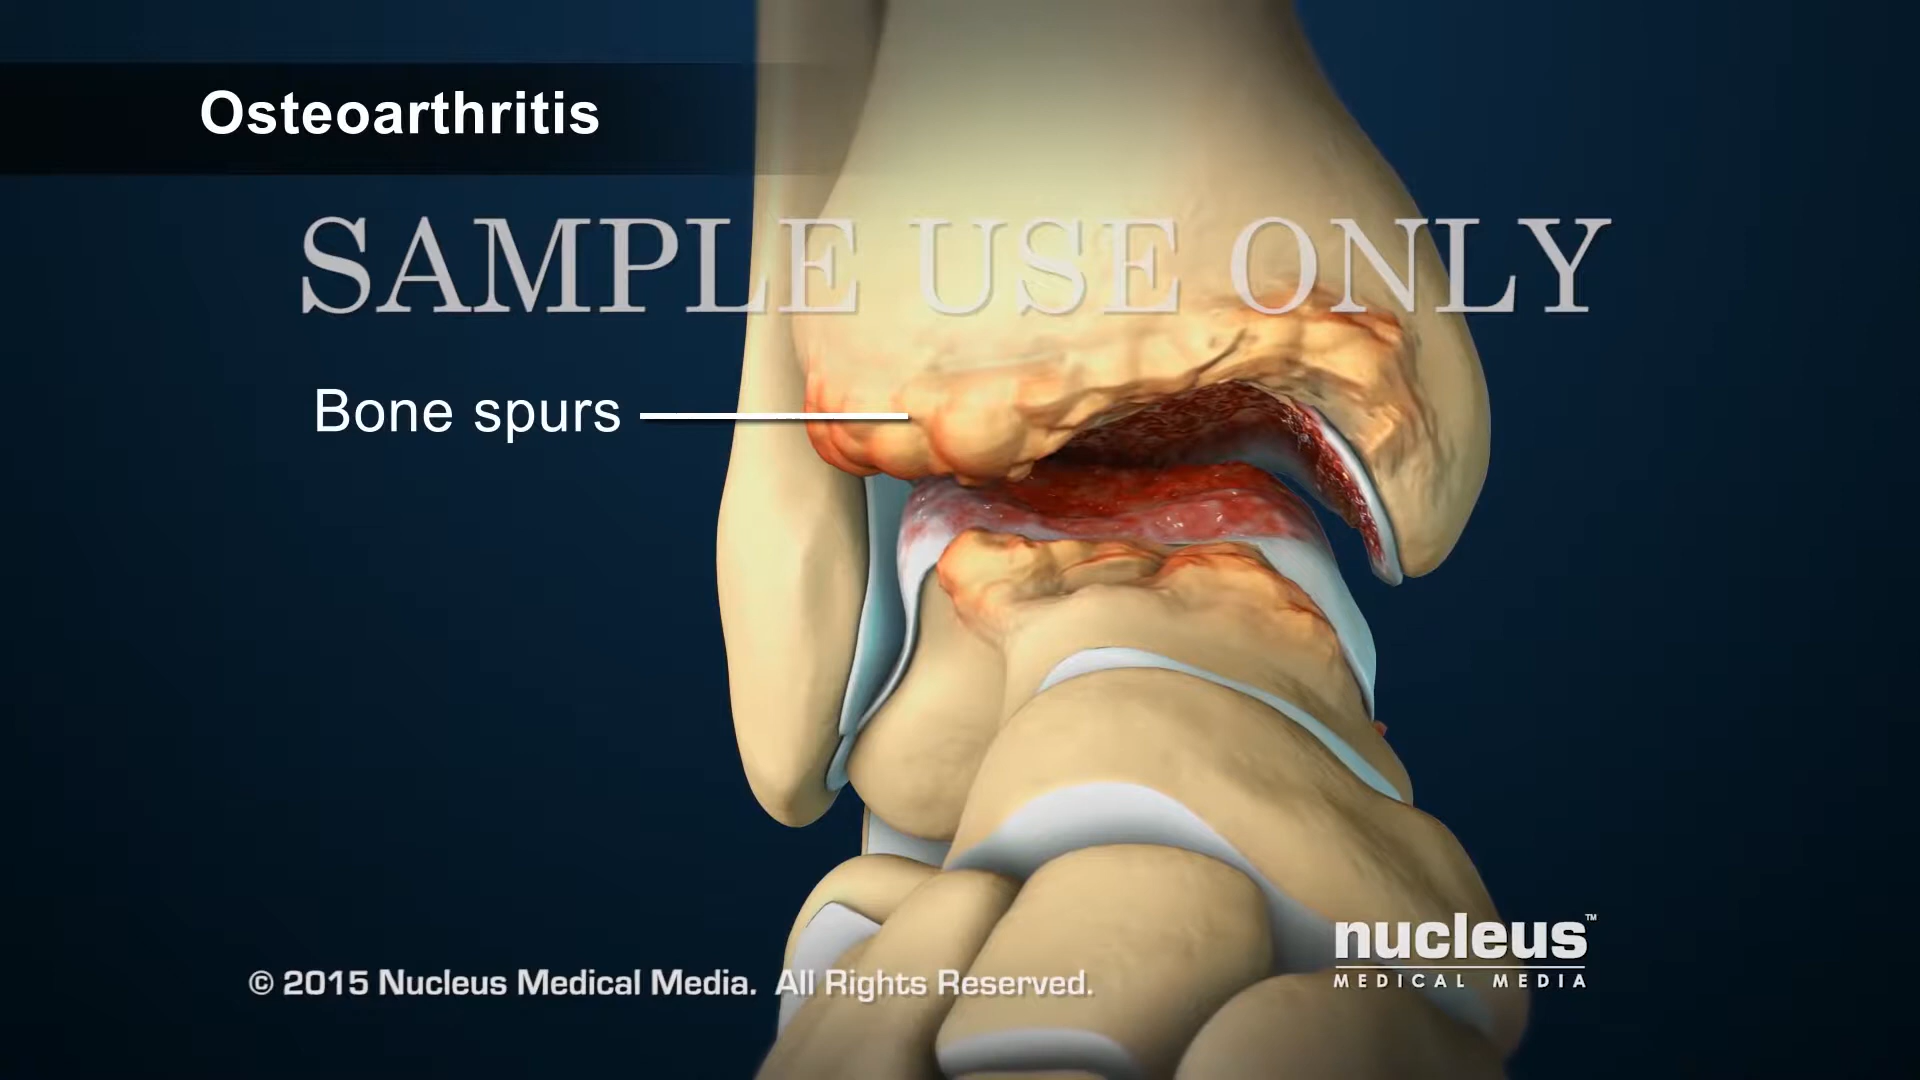 Osteoarthritis
SAMPLE USE ONLY
Bone spurs
nucleus™
MEDICAL MEDIA
© 2015 Nucleus Medical Media. All Rights Reserved.